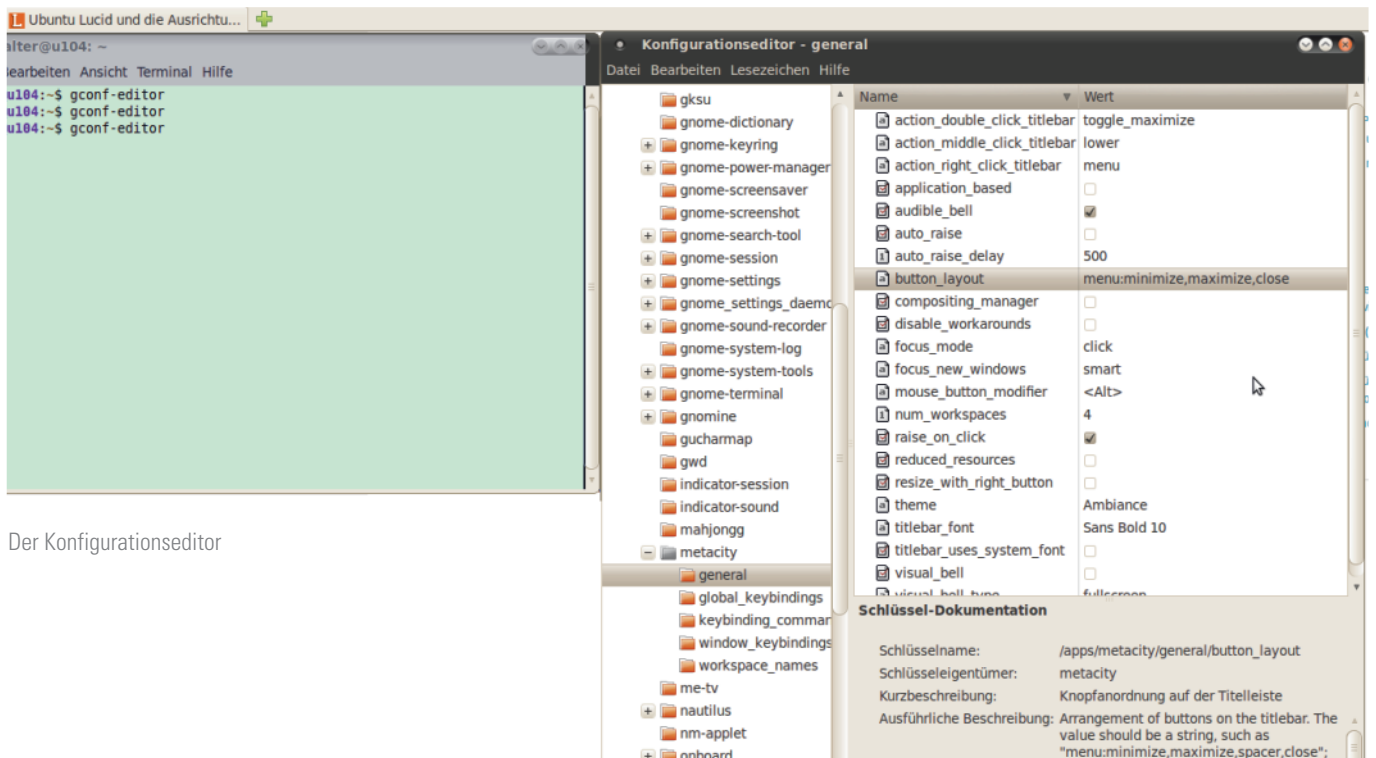 Ubuntu Lucid und die Ausrichtu...
alter@u104: ~
Bearbeiten Ansicht Terminal Hilfe
u104:~$ gconf-editor
u104:~$ gconf-editor
u104:~$ gconf-editor
Der Konfigurationseditor
Konfigurationseditor - general
Datei Bearbeiten Lesezeichen Hilfe
gksu
gnome-dictionary
gnome-keyring
gnome-power-manager
gnome-screensaver
gnome-screenshot
gnome-search-tool
gnome-session
gnome-settings
gnome_settings_daemo
gnome-sound-recorder
gnome-system-log
gnome-system-tools
gnome-terminal
gnomine
gucharmap
gwd
indicator-session
indicator-sound
mahjongg
metacity
general
global_keybindings
keybinding_comman
window_keybindings
workspace_names
me-tv
nautilus
nm-applet
onboard
Name Wert
action_double_click_titlebar toggle_maximize
action_middle_click_titlebar lower
action_right_click_titlebar menu
application_based
audible_bell
auto_raise
auto_raise_delay 500
button_layout menu:minimize,maximize,close
compositing_manager
disable_workarounds
focus_mode click
focus_new_windows smart
mouse_button_modifier <Alt>
num_workspaces 4
raise_on_click
reduced_resources
resize_with_right_button
theme Ambiance
titlebar_font Sans Bold 10
titlebar_uses_system_font
visual_bell
visual_bell_type fullscreen
Schlüssel-Dokumentation
Schlüsselname: /apps/metacity/general/button_layout
Schlüsseleigentümer: metacity
Kurzbeschreibung: Knopfanordnung auf der Titelleiste
Ausführliche Beschreibung: Arrangement of buttons on the titlebar. The
value should be a string, such as
"menu:minimize,maximize,spacer,close";